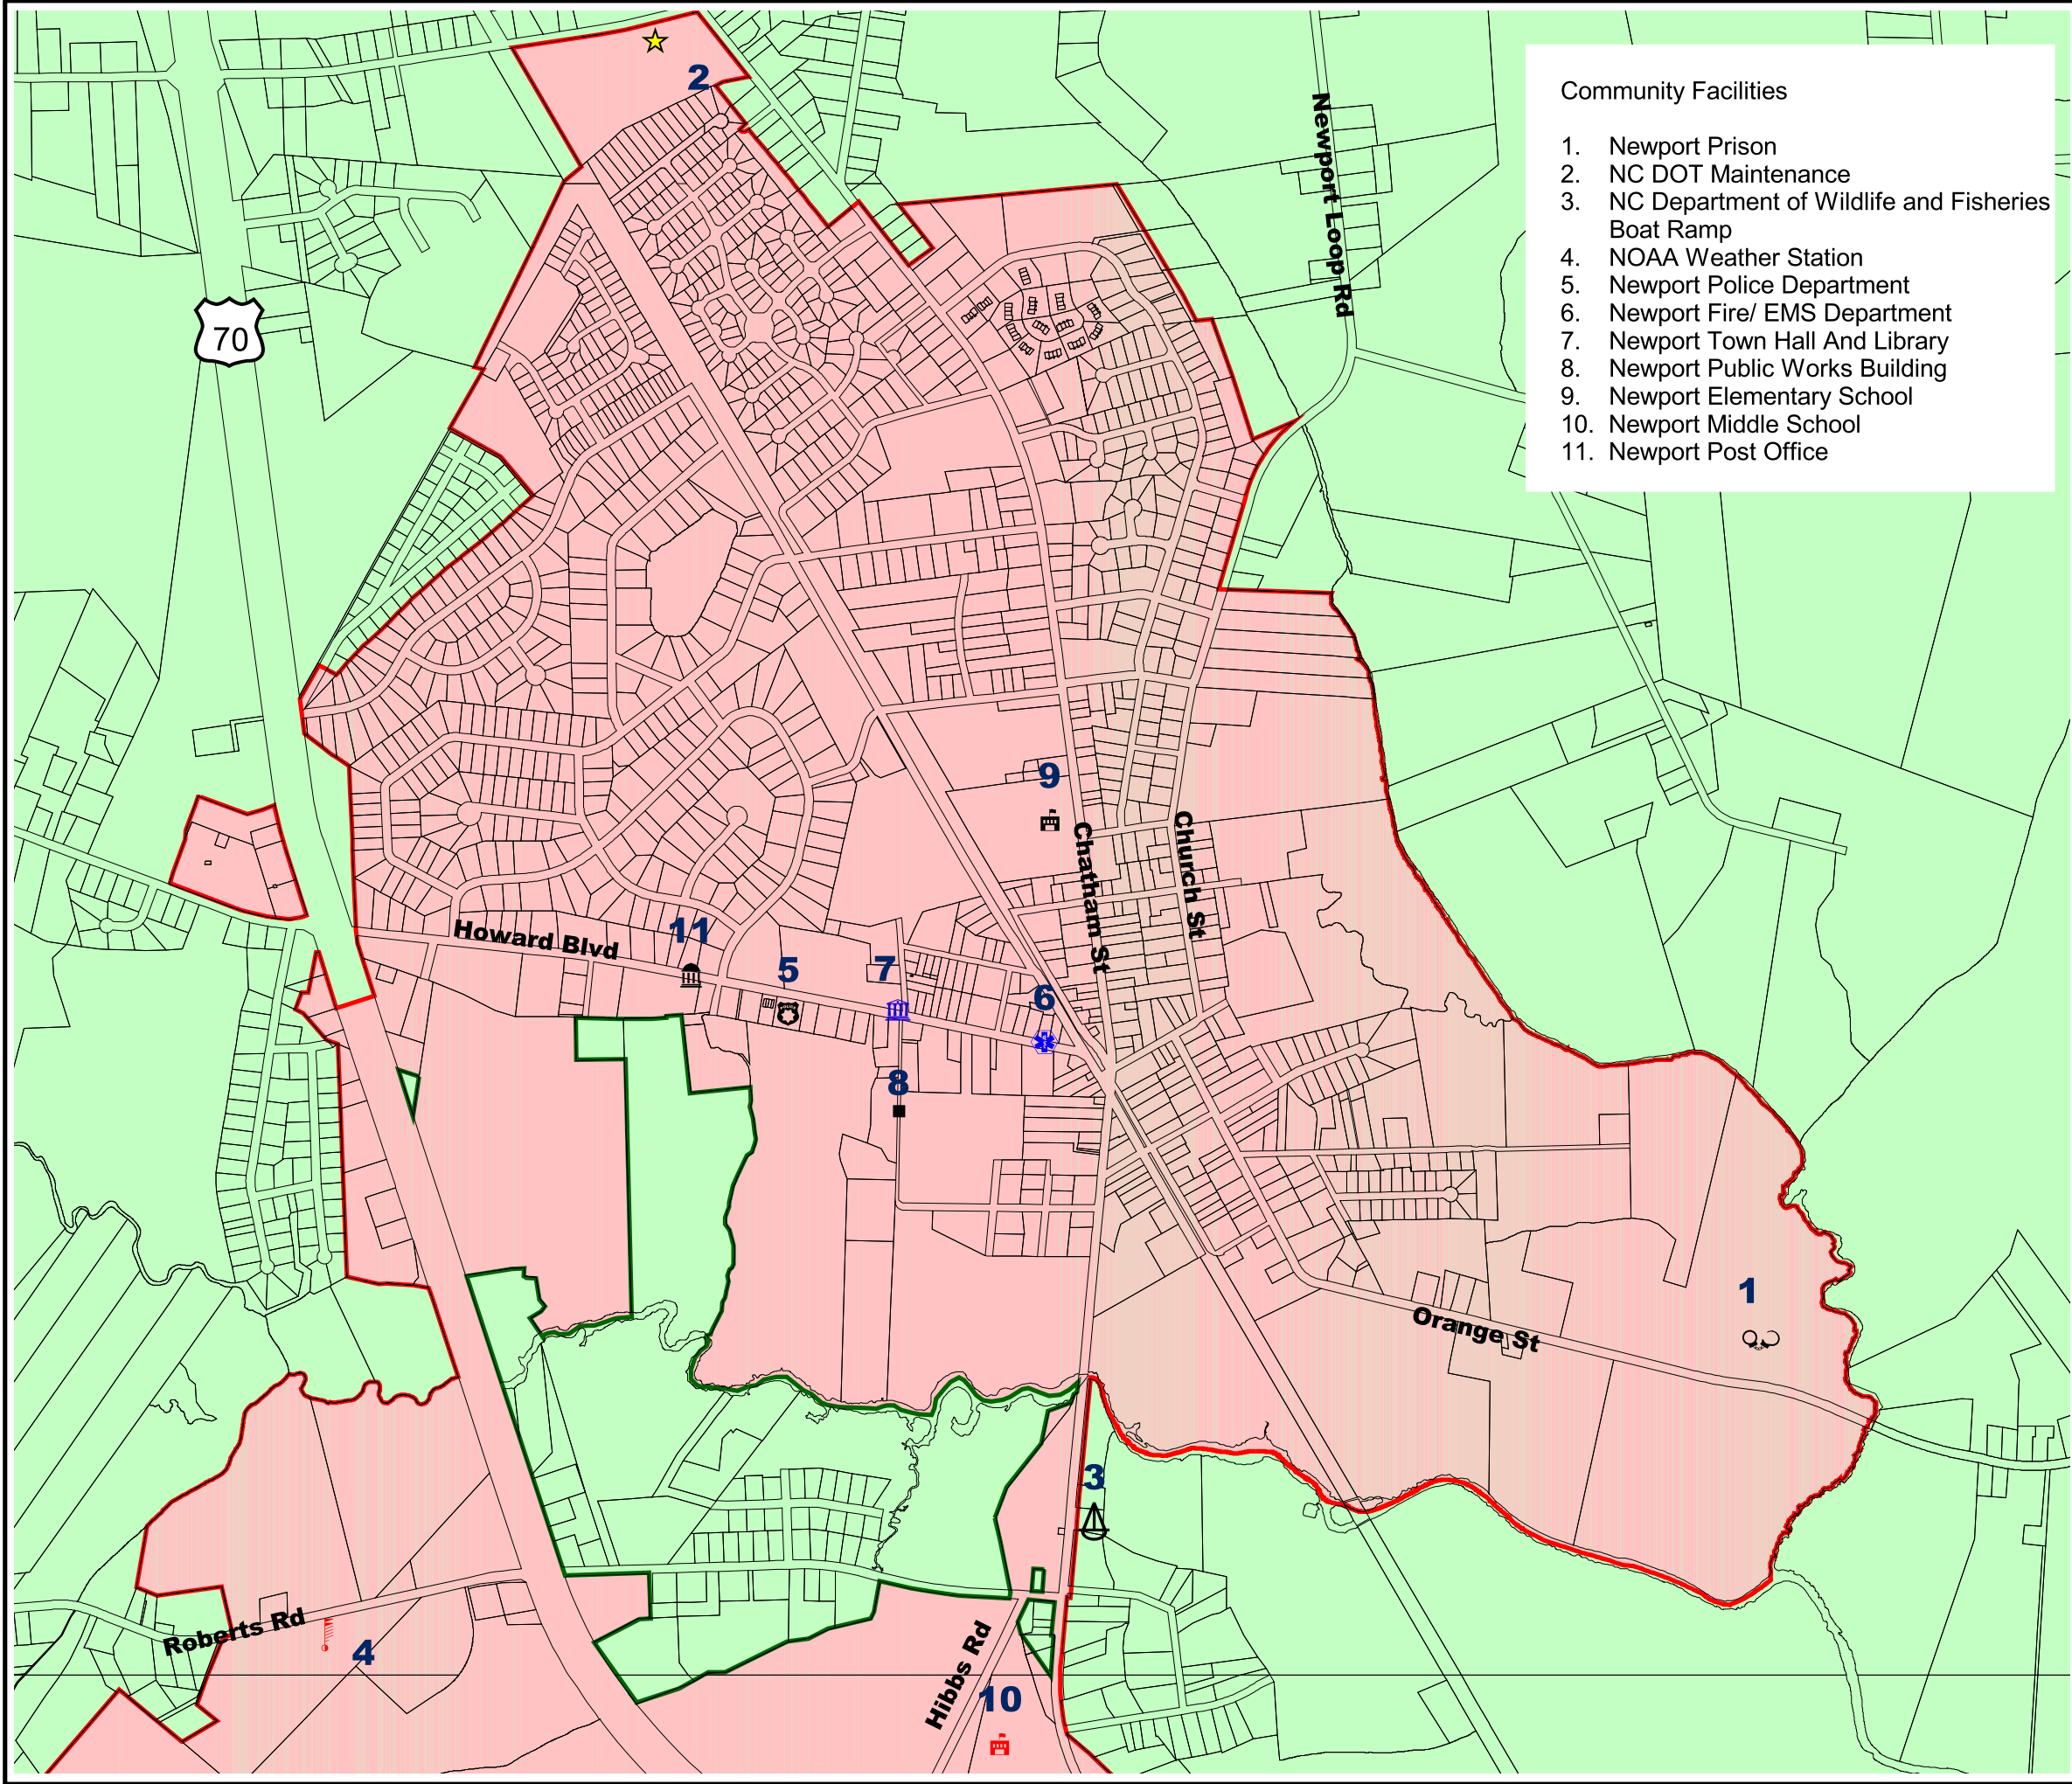 Community Facilities
1. Newport Prison
2. NC DOT Maintenance
3. NC Department of Wildlife and Fisheries
Boat Ramp
4. NOAA Weather Station
5. Newport Police Department
6. Newport Fire/ EMS Department
7. Newport Town Hall And Library
8. Newport Public Works Building
9. Newport Elementary School
10. Newport Middle School
11. Newport Post Office
2
Newport Loop Rd
70
9
Chatham St
Church St
Howard Blvd
11
5
7
6
8
1
Orange St
3
Roberts Rd
4
Hibbs Rd
10